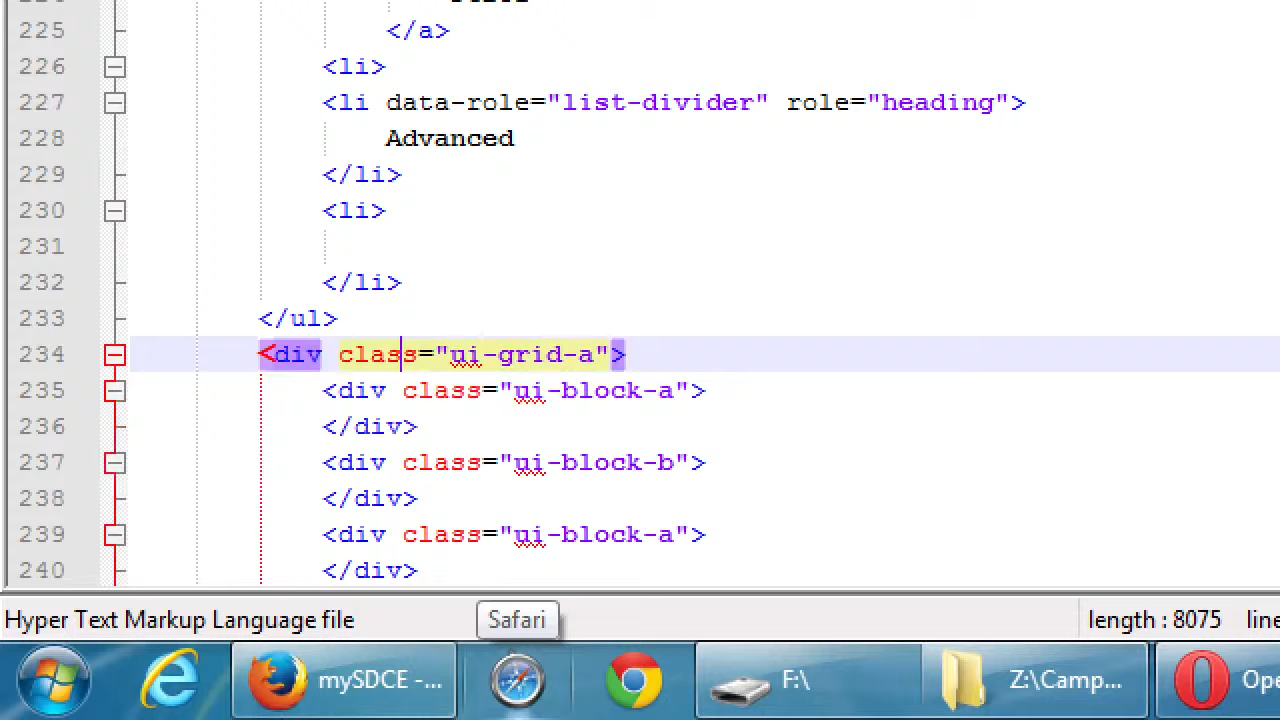 225 </a>
226 <li>
227 <li data-role="list-divider" role="heading">
228 Advanced
229 </li>
230 <li>
231
232 </li>
233 </ul>
234 <div class="ui-grid-a">
235 <div class="ui-block-a">
236 </div>
237 <div class="ui-block-b">
238 </div>
239 <div class="ui-block-a">
240 </div>
Hyper Text Markup Language file
Safari
length : 8075 line
mySDCE -...
F:\
Z:\Camp...
Ope